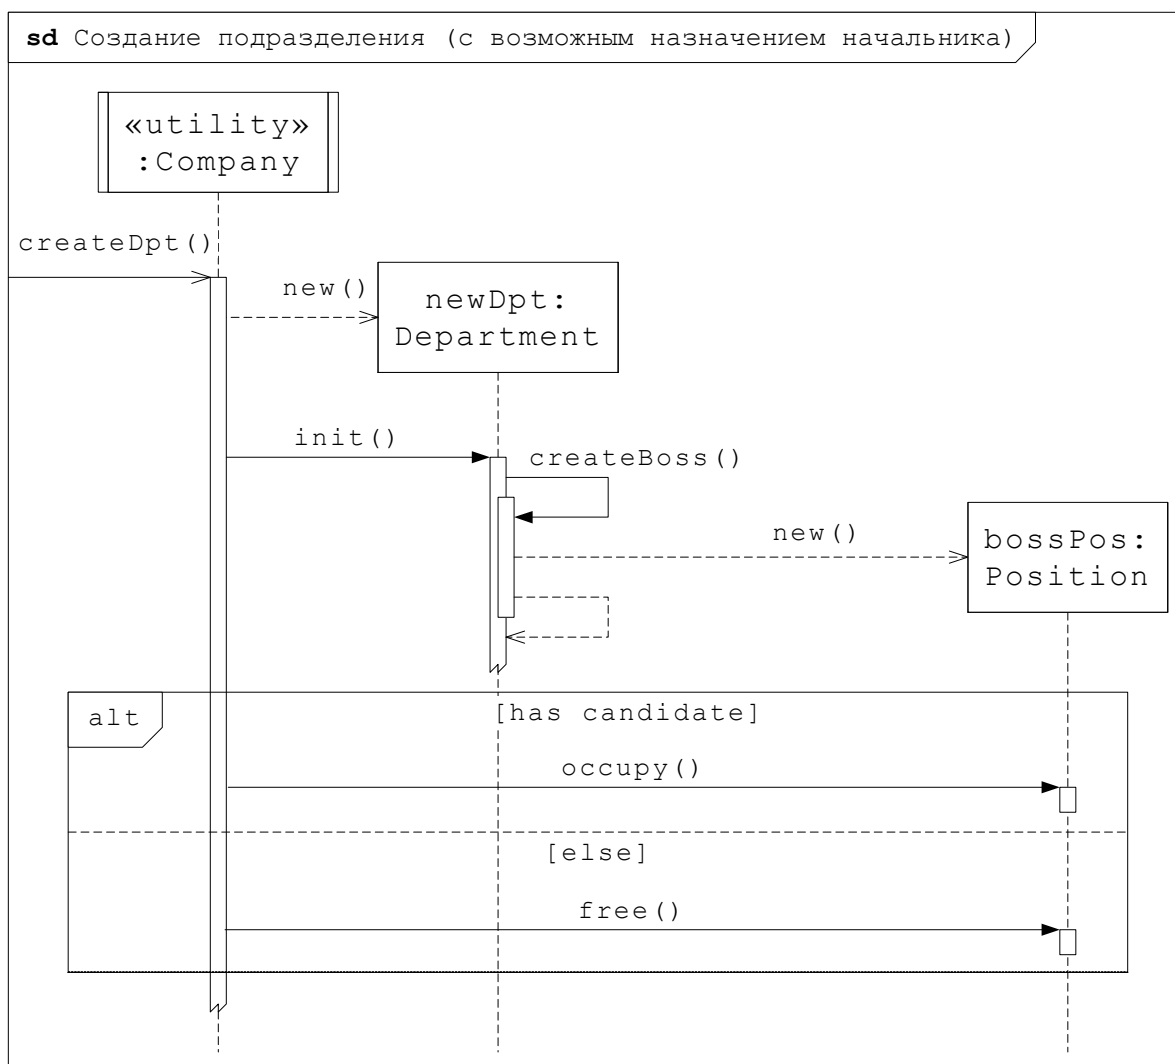 sd Создание подразделения (с возможным назначением начальника)
«utility»
:Company
createDpt()
new()
newDpt:
Department
init()
createBoss()
new()
bossPos:
Position
alt
[has candidate]
occupy()
[else]
free()